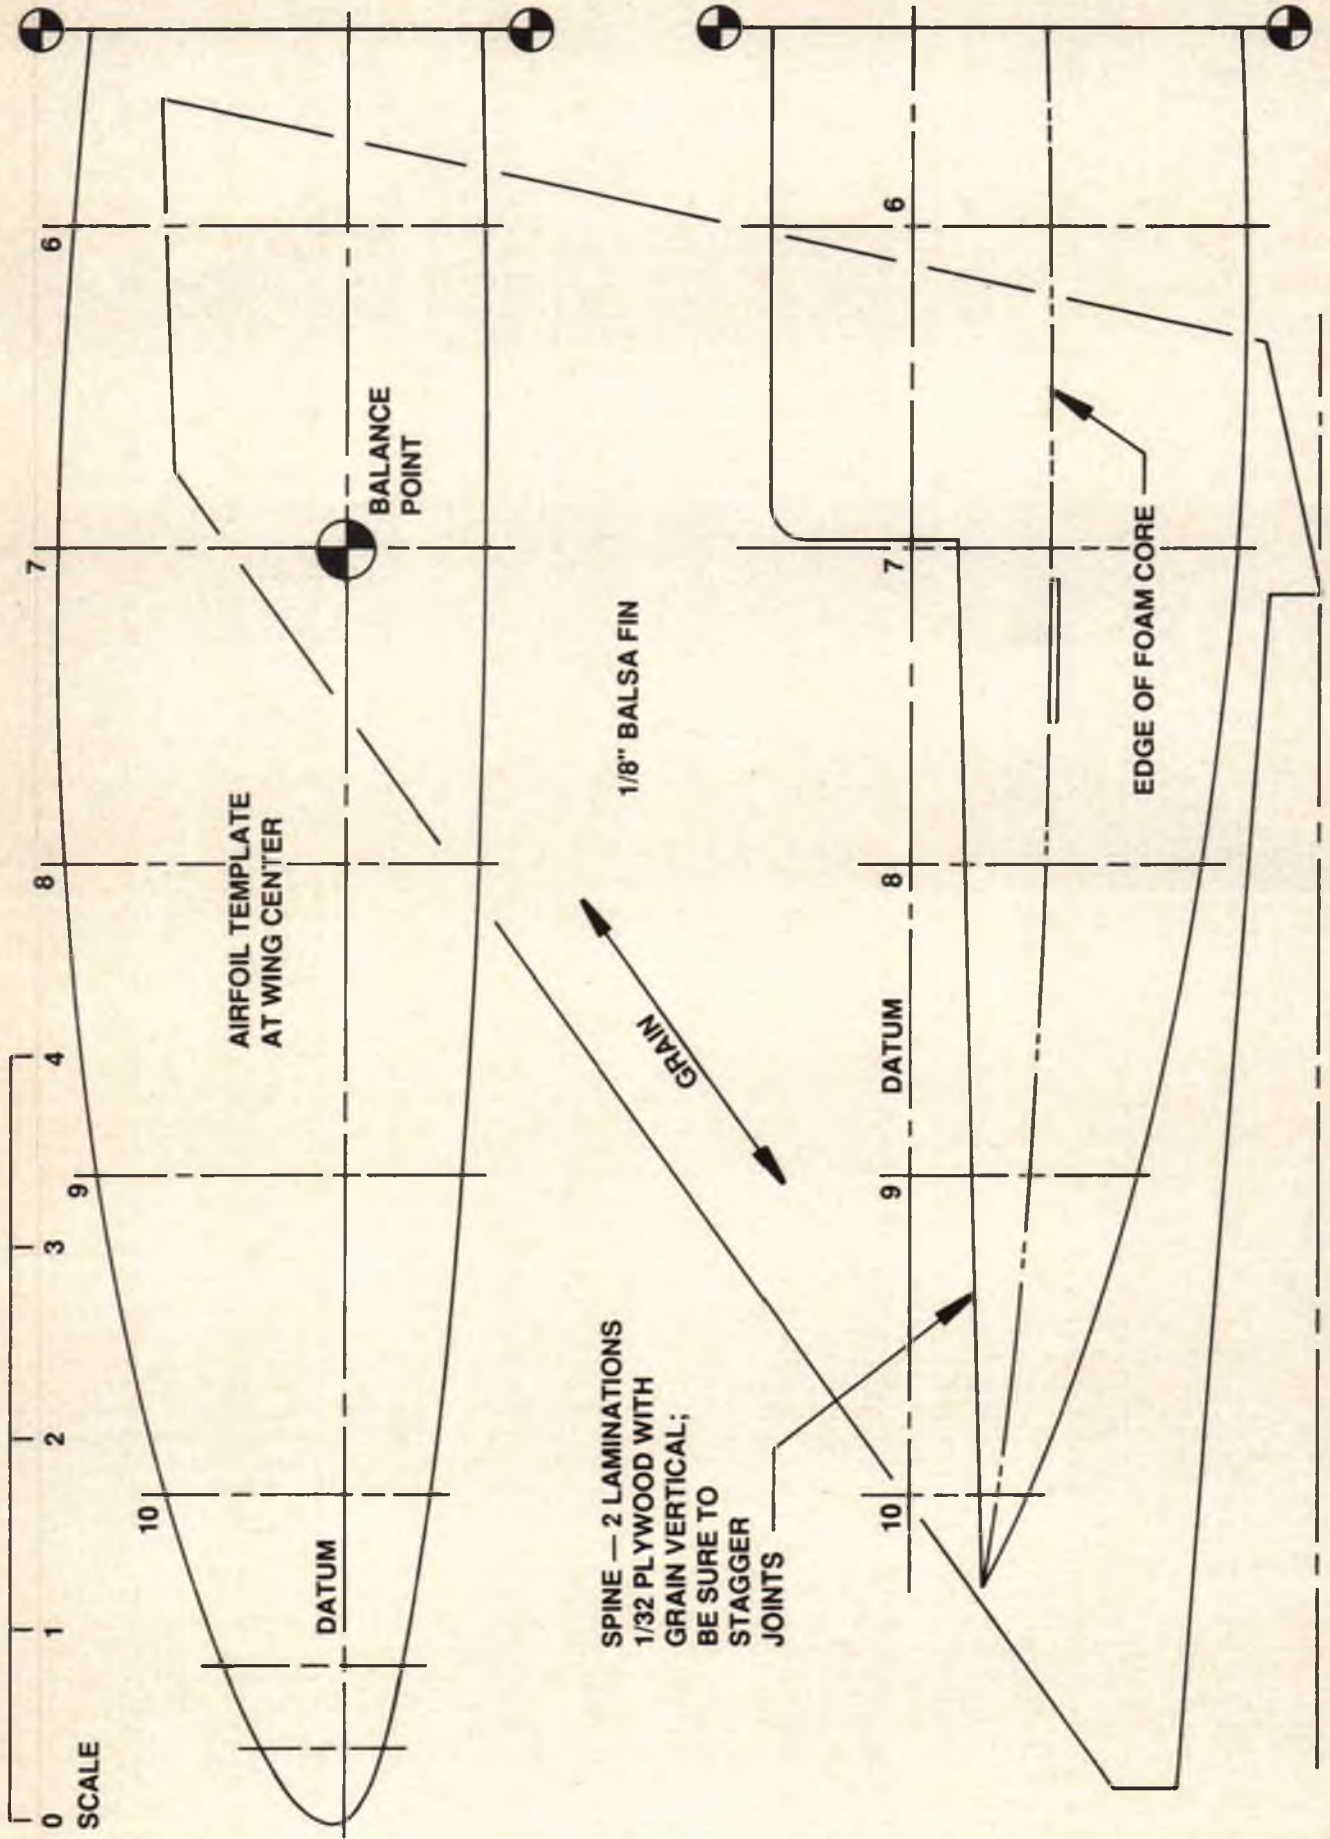 0
1
2
3
4
SCALE
10
9
8
7
6
DATUM
AIRFOIL TEMPLATE
AT WING CENTER
BALANCE
POINT
SPINE — 2 LAMINATIONS
1/32 PLYWOOD WITH
GRAIN VERTICAL;
BE SURE TO
STAGGER
JOINTS
GRAIN
1/8" BALSA FIN
10
9
8
7
6
DATUM
EDGE OF FOAM CORE